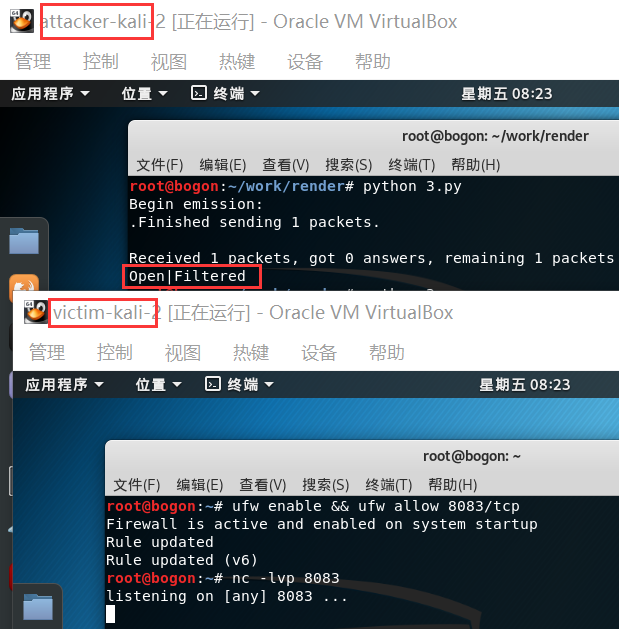 attacker-kali-2 [正在运行] - Oracle VM VirtualBox
管理 控制 视图 热键 设备 帮助
应用程序 位置 终端 星期五 08:23
root@bogon: ~/work/render
文件(F) 编辑(E) 查看(V) 搜索(S) 终端(T) 帮助(H)
root@bogon:~/work/render# python 3.py
Begin emission:
.Finished sending 1 packets.
Received 1 packets, got 0 answers, remaining 1 packets
Open|Filtered
victim-kali-2 [正在运行] - Oracle VM VirtualBox
管理 控制 视图 热键 设备 帮助
应用程序 位置 终端 星期五 08:23
root@bogon: ~
文件(F) 编辑(E) 查看(V) 搜索(S) 终端(T) 帮助(H)
root@bogon:~# ufw enable && ufw allow 8083/tcp
Firewall is active and enabled on system startup
Rule updated
Rule updated (v6)
root@bogon:~# nc -lvp 8083
listening on [any] 8083 ...